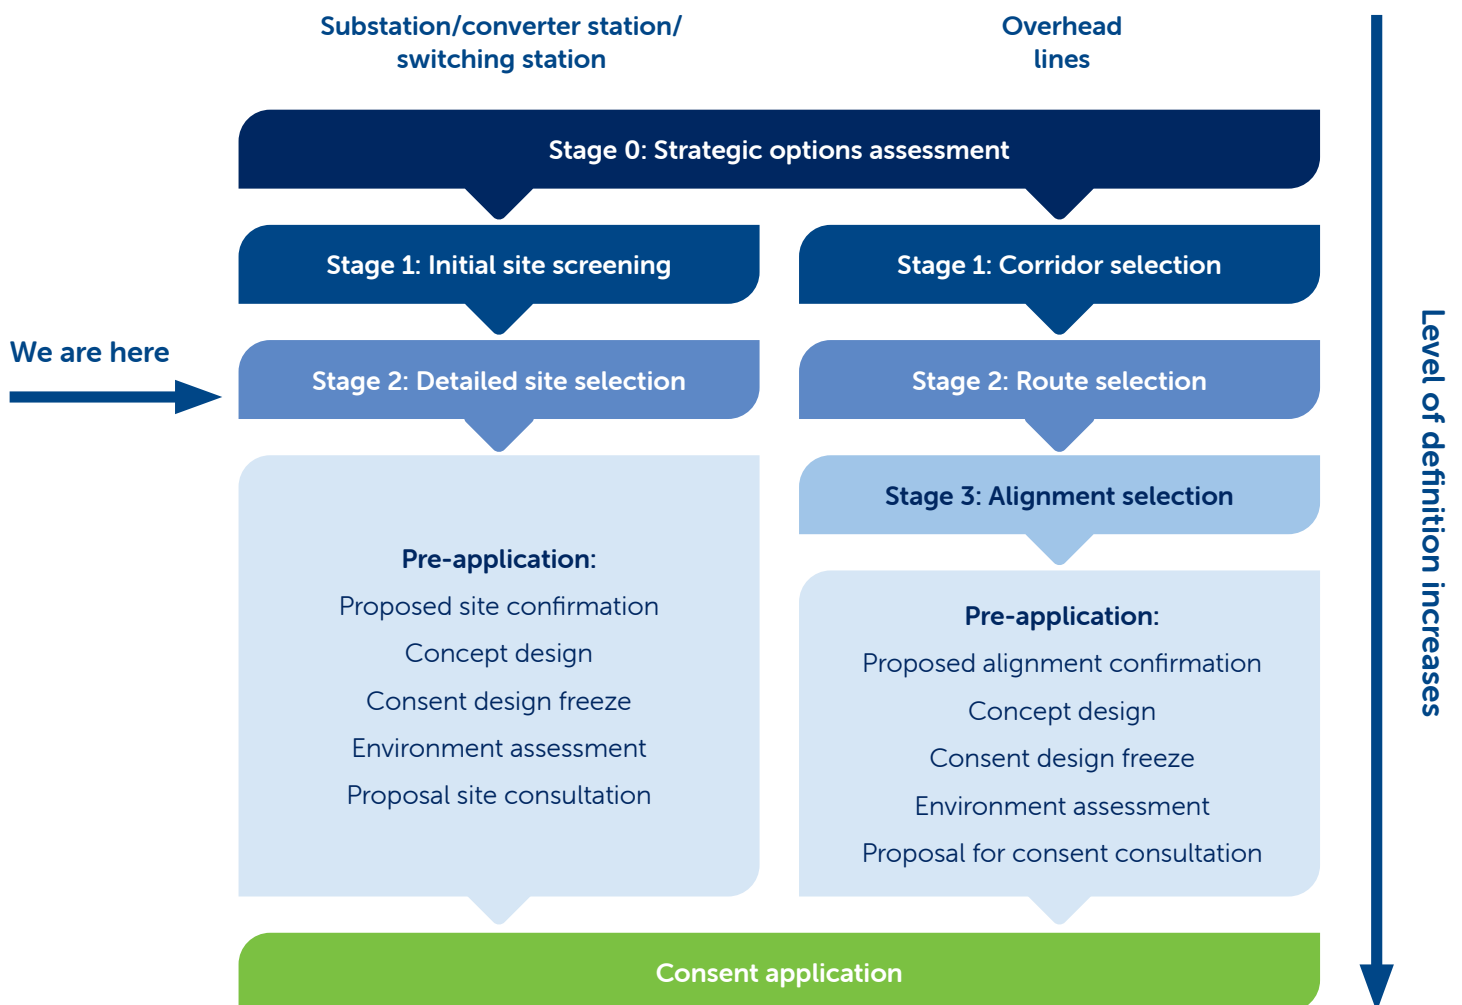 Substation/converter station/
switching station
Overhead
lines
Stage 0: Strategic options assessment
Stage 1: Initial site screening
Stage 1: Corridor selection
We are here
Stage 2: Detailed site selection
Stage 2: Route selection
Stage 3: Alignment selection
Pre-application:
Proposed site confirmation
Concept design
Consent design freeze
Environment assessment
Proposal site consultation
Pre-application:
Proposed alignment confirmation
Concept design
Consent design freeze
Environment assessment
Proposal for consent consultation
Consent application
Level of definition increases